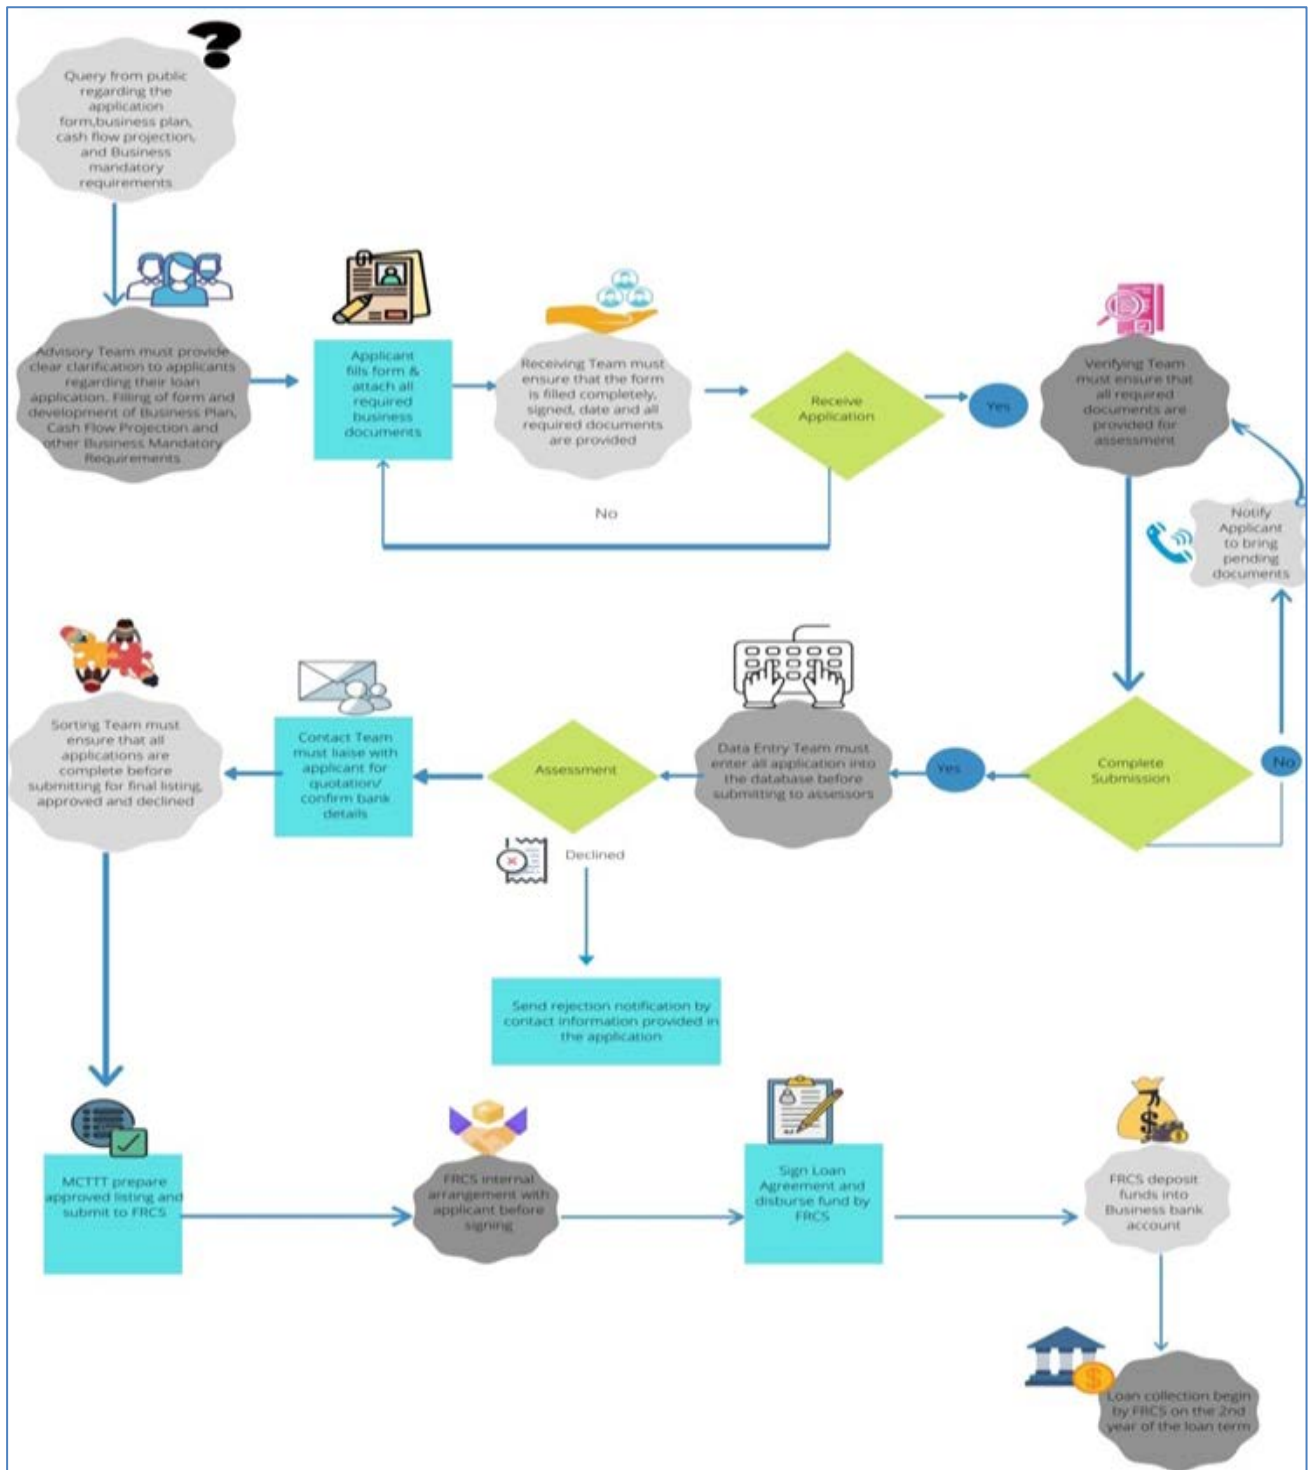 Query from public
regarding the
application
form,business plan,
cash flow projection,
and Business
mandatory
requirements
Advisory Team must provide
clear clarification to applicants
regarding their loan
application. Filling of form and
development of Business Plan,
Cash Flow Projection and
other Business Mandatory
Requirements
Applicant
fills form &
attach all
required
business
documents
Receiving Team must
ensure that the form
is filled completely,
signed, date and all
required documents
are provided
Receive
Application
Yes
No
Verifying Team
must ensure that
all required
documents are
provided for
assessment
Notify
Applicant
to bring
pending
documents
No
Complete
Submission
Yes
Data Entry Team must
enter all application into
the database before
submitting to assessors
Assessment
Declined
Contact Team
must liaise with
applicant for
quotation/
confirm bank
details
Sorting Team must
ensure that all
applications are
complete before
submitting for final listing,
approved and declined
Send rejection notification by
contact information provided in
the application
MCTTT prepare
approved listing and
submit to FRCS
FRCS internal
arrangement with
applicant before
signing
Sign Loan
Agreement and
disburse fund by
FRCS
FRCS deposit
funds into
Business bank
account
Loan collection begin
by FRCS on the 2nd
year of the loan term